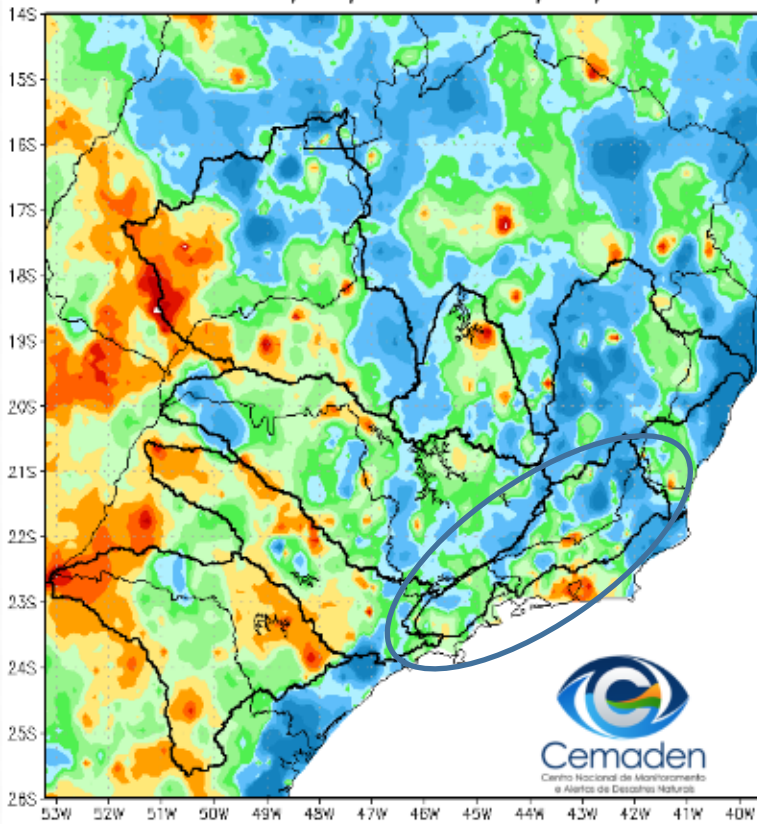 14S
15S
16S
17S
18S
19S
20S
21S
22S
23S
24S
25S
26S
53W 52W 51W 50W 49W 48W 47W 46W 45W 44W 43W 42W 41W 40W
Cemaden
Centro Nacional de Monitoramento
e Alertas de Desastres Naturais